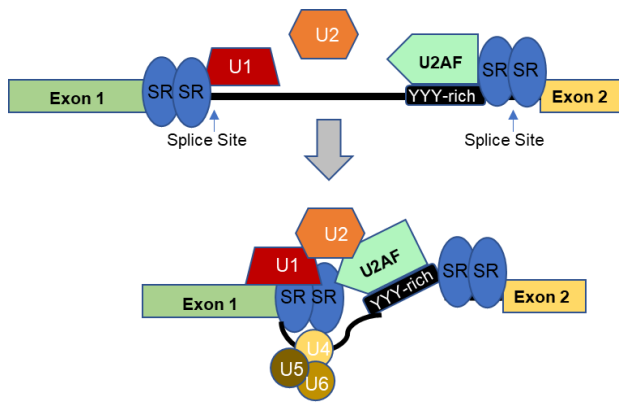 U2
U1
U2AF
SR SR
SR SR
Exon 1
YYY-rich
Exon 2
Splice Site
Splice Site
U2
U1
U2AF
SR SR
Exon 1
SR SR
YYY-rich
Exon 2
U4
U5
U6